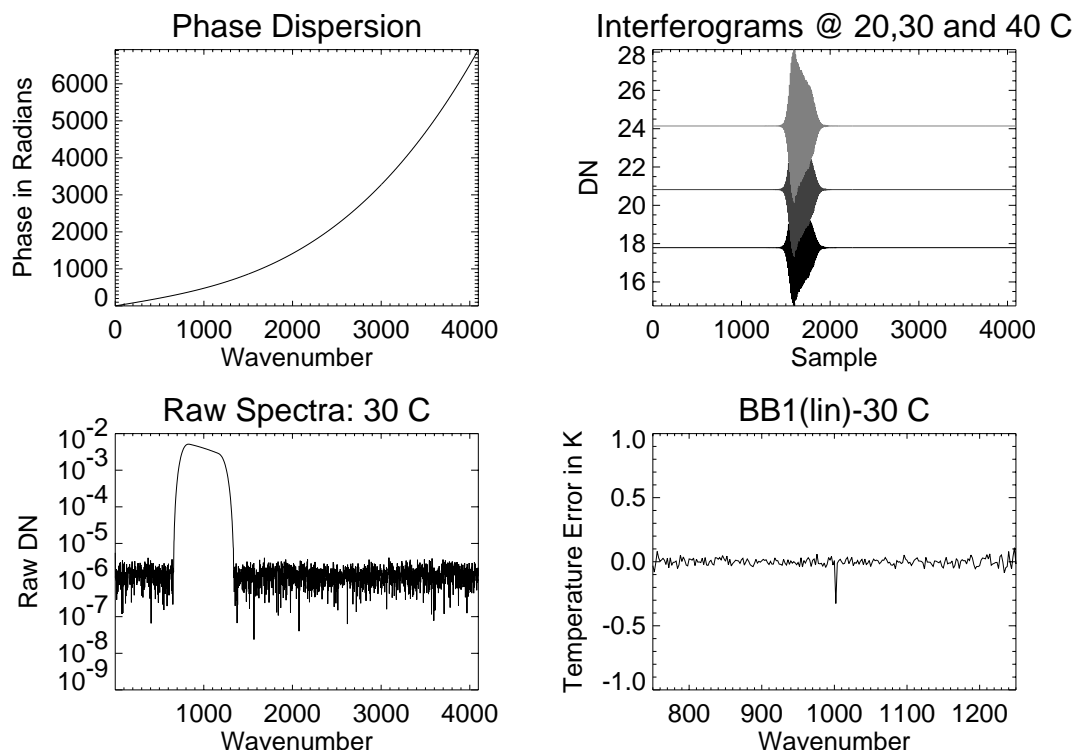 Phase Dispersion
Phase in Radians
6000
5000
4000
3000
2000
1000
0
0 1000 2000 3000 4000
Wavenumber
Interferograms @ 20,30 and 40 C
DN
28
26
24
22
20
18
16
0 1000 2000 3000 4000
Sample
Raw Spectra: 30 C
Raw DN
10^-2
10^-3
10^-4
10^-5
10^-6
10^-7
10^-8
10^-9
1000 2000 3000 4000
Wavenumber
BB1(lin)-30 C
Temperature Error in K
1.0
0.5
0.0
-0.5
-1.0
800 900 1000 1100 1200
Wavenumber